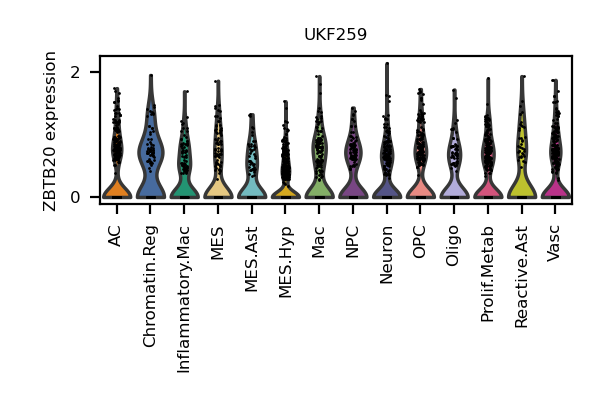 UKF259
ZBTB20 expression
2
0
AC
Chromatin.Reg
Inflammatory.Mac
MES
MES.Ast
MES.Hyp
Mac
NPC
Neuron
OPC
Oligo
Prolif.Metab
Reactive.Ast
Vasc